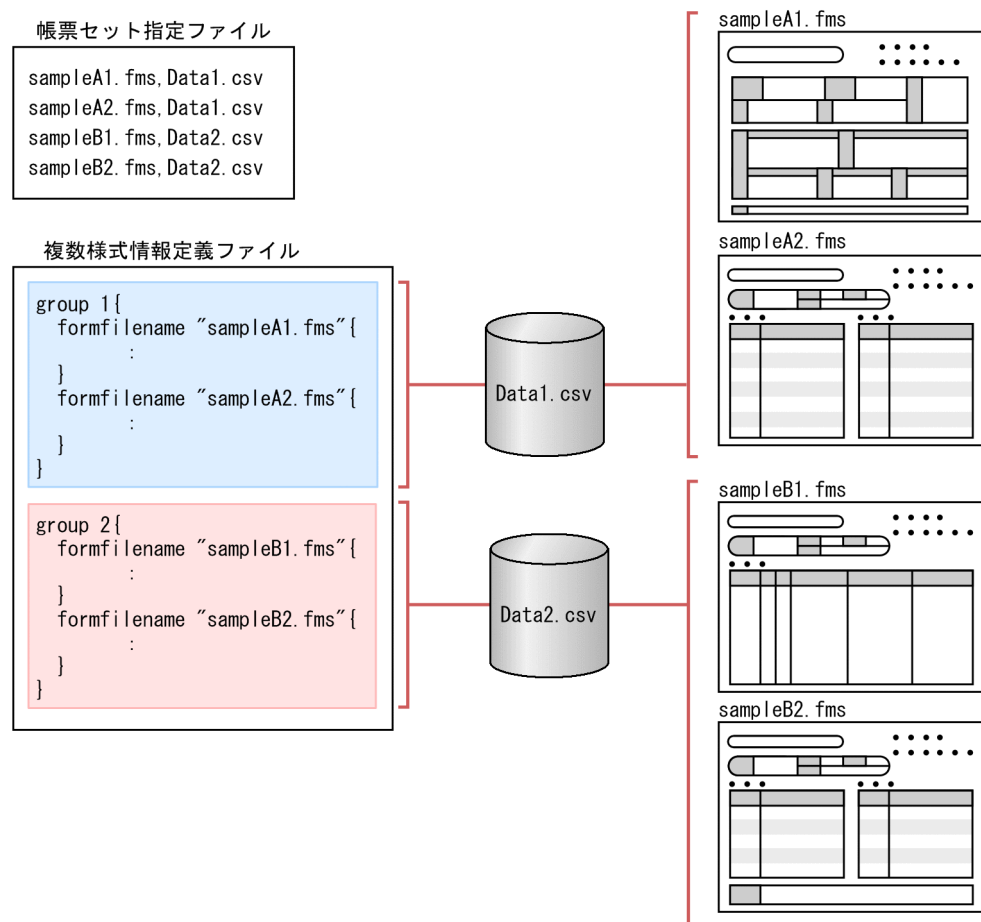 帳票セット指定ファイル
sampleA1.fms,Data1.csv
sampleA2.fms,Data1.csv
sampleB1.fms,Data2.csv
sampleB2.fms,Data2.csv
複数様式情報定義ファイル
group 1{
formfilename "sampleA1.fms"{
:
}
formfilename "sampleA2.fms"{
:
}
}
group 2{
formfilename "sampleB1.fms"{
:
}
formfilename "sampleB2.fms"{
:
}
}
Data1.csv
Data2.csv
sampleA1.fms
sampleA2.fms
sampleB1.fms
sampleB2.fms